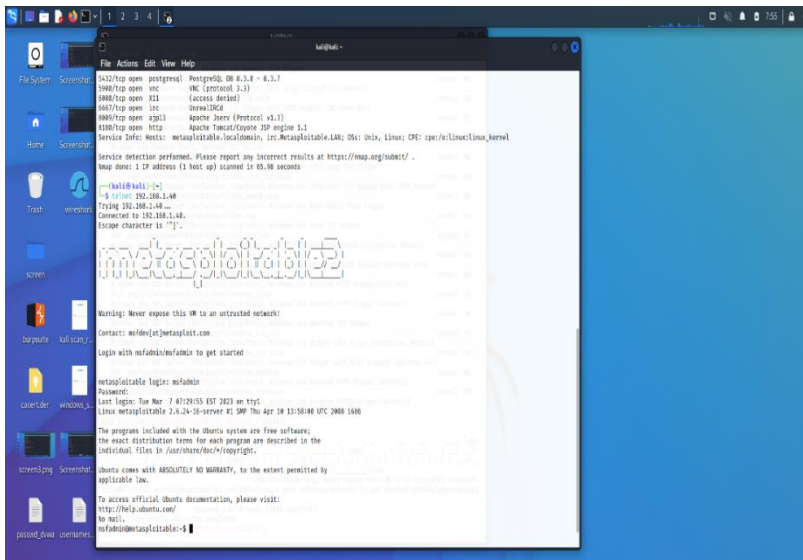 1 2 3 4
7:55
kali@kali: ~
File Actions Edit View Help
5432/tcp open postgresql PostgreSQL DB 8.3.0 - 8.3.7
5900/tcp open vnc VNC (protocol 3.3)
6000/tcp open X11 (access denied)
6667/tcp open irc UnrealIRCd
8009/tcp open ajp13 Apache Jserv (Protocol v1.3)
8180/tcp open http Apache Tomcat/Coyote JSP engine 1.1
Service Info: Hosts: metasploitable.localdomain, irc.Metasploitable.LAN; OSs: Unix, Linux; CPE: cpe:/o:linux:linux_kernel
Service detection performed. Please report any incorrect results at https://nmap.org/submit/ .
Nmap done: 1 IP address (1 host up) scanned in 65.98 seconds
(kali㉿kali)-[~]
$ telnet 192.168.1.40
Trying 192.168.1.40...
Connected to 192.168.1.40.
Escape character is '^]'.
metasploitable2
Warning: Never expose this VM to an untrusted network!
Contact: msfdev[at]metasploit.com
Login with msfadmin/msfadmin to get started
metasploitable login: msfadmin
Password:
Last login: Tue Mar 7 07:29:55 EST 2023 on tty1
Linux metasploitable 2.6.24-16-server #1 SMP Thu Apr 10 13:58:00 UTC 2008 i686
The programs included with the Ubuntu system are free software;
the exact distribution terms for each program are described in the
individual files in /usr/share/doc/*/copyright.
Ubuntu comes with ABSOLUTELY NO WARRANTY, to the extent permitted by
applicable law.
To access official Ubuntu documentation, please visit:
http://help.ubuntu.com/
No mail.
msfadmin@metasploitable:~$
File System
Screenshot...
Home
Screenshot...
Trash
wireshark
screen
burpsuite
kali scan_r...
cacert.der
windows_s...
screen3.png
Screenshot...
passwd_dvwa
usernames...